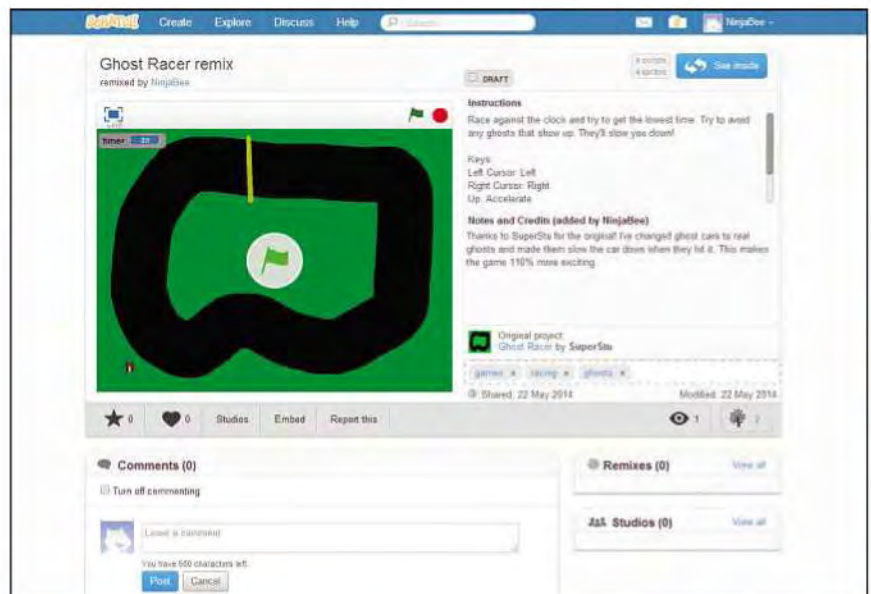 SCRATCH Create Explore Discuss Help Search NinjaBee
Ghost Racer remix
remixed by NinjaBee
DRAFT
See inside
Instructions
Race against the clock and try to get the lowest time. Try to avoid
any ghosts that show up. They'll slow you down!
Keys:
Left Cursor: Left
Right Cursor: Right
Up: Accelerate
Notes and Credits (added by NinjaBee)
Thanks to SuperStu for the original! I've changed ghost cars to real
ghosts and made them slow the car down when they hit it. This makes
the game 110% more exciting.
timer
Original project:
Ghost Racer by SuperStu
games x racing x ghosts x
Shared: 22 May 2014 Modified: 22 May 2014
0 0 Studios Embed Report this 1
Comments (0)
Turn off commenting
Leave a comment
You have 500 characters left.
Post Cancel
Remixes (0) View all
Studios (0) View all